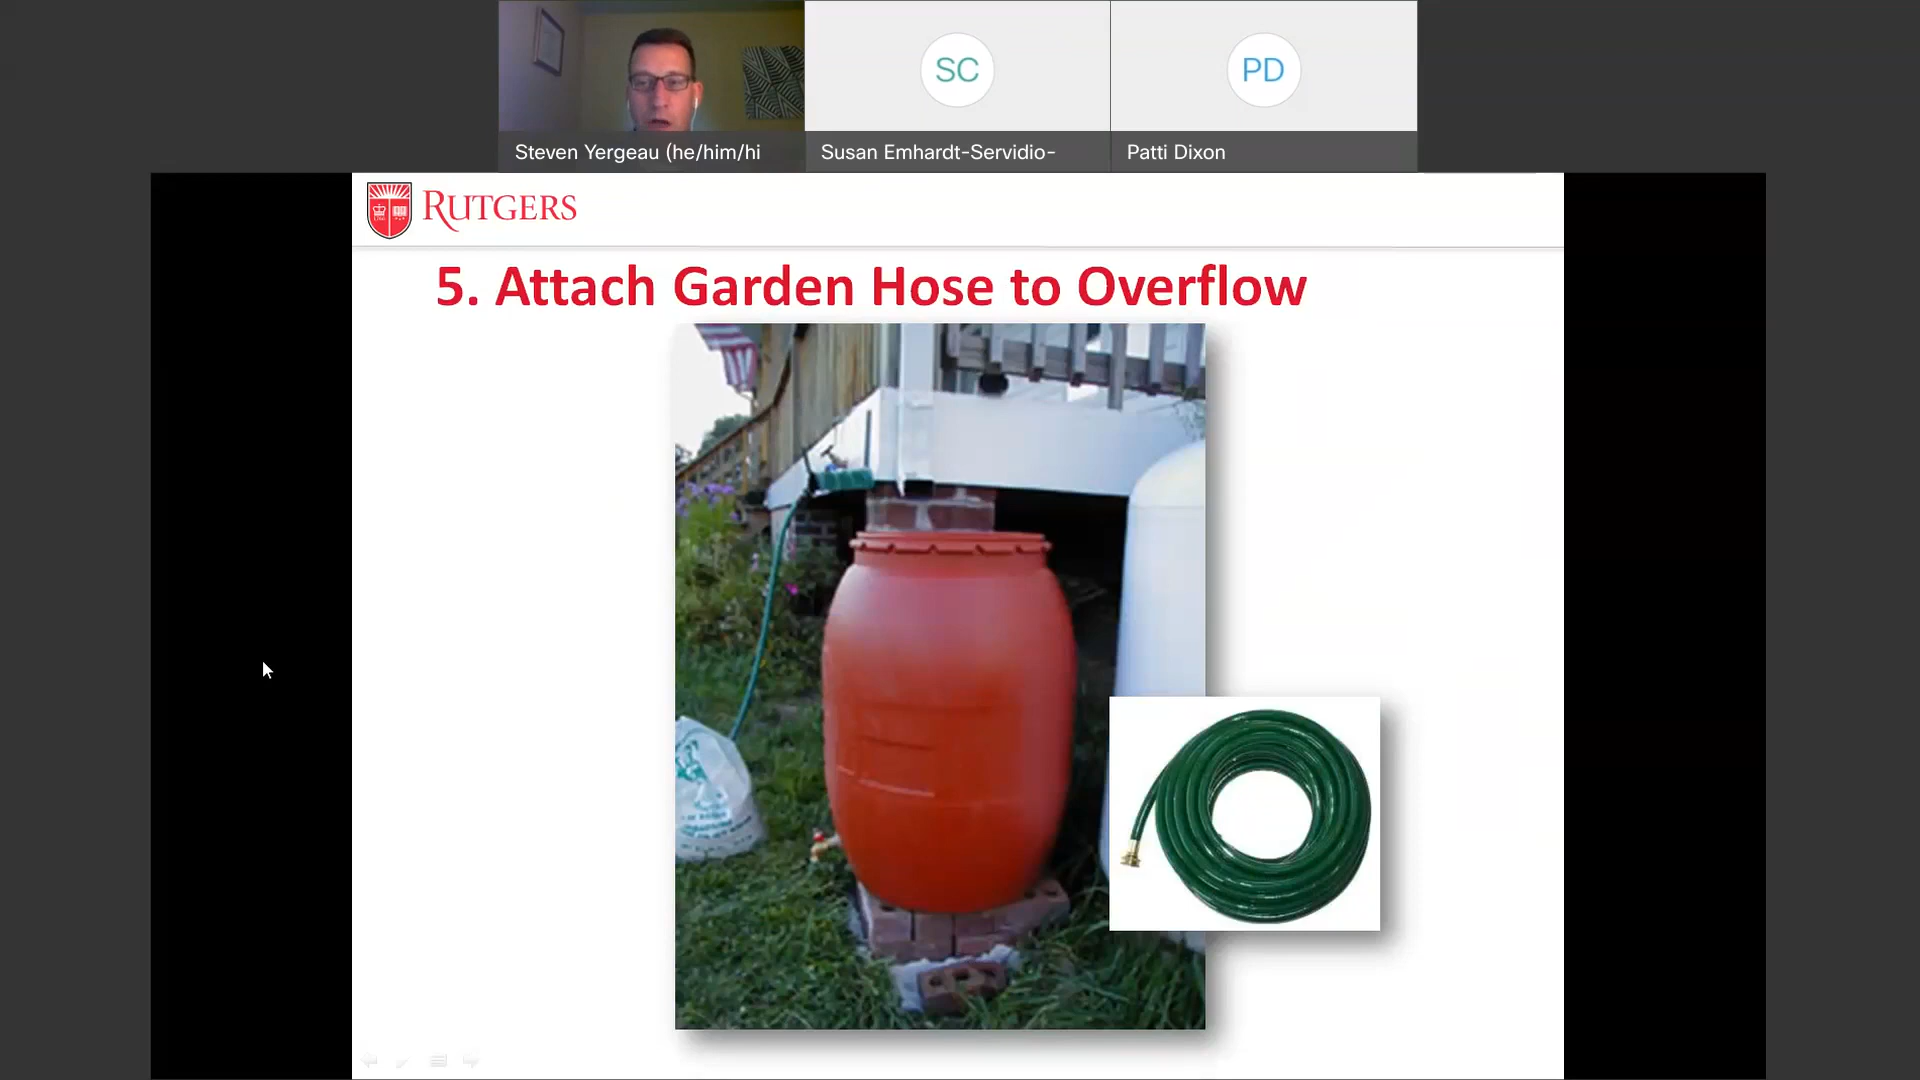 SC
PD
Steven Yergeau (he/him/hi
Susan Emhardt-Servidio-
Patti Dixon
RUTGERS
5. Attach Garden Hose to Overflow